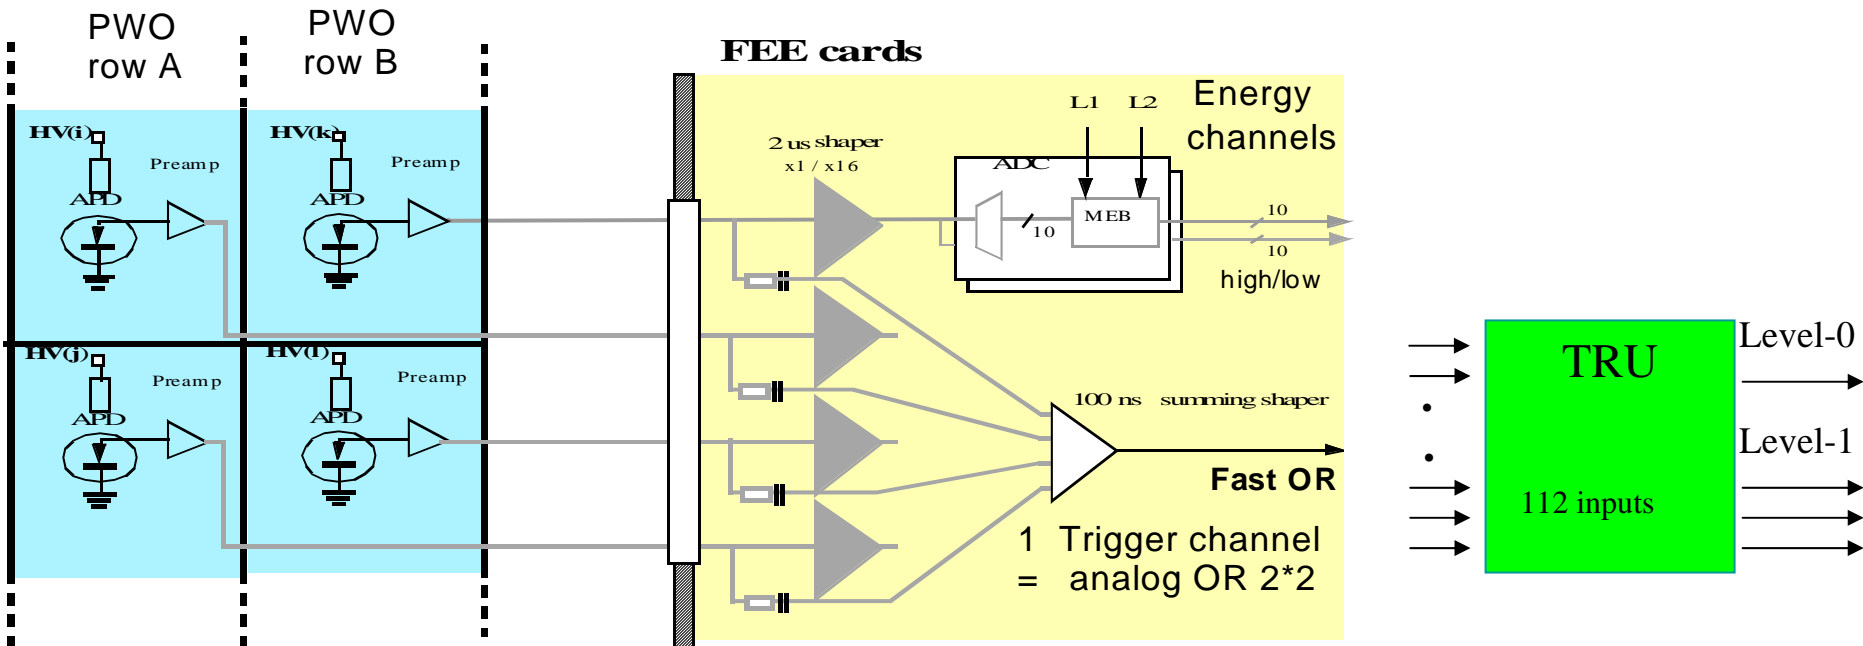 PWO
row A
PWO
row B
FEE cards
HV(i)
Preamp
APD
HV(k)
Preamp
APD
HV(j)
Preamp
APD
HV(l)
Preamp
APD
2 us shaper
x1 / x16
L1
L2
Energy
channels
ADC
MEB
10
10
10
high/low
100 ns summing shaper
Fast OR
1 Trigger channel
= analog OR 2*2
TRU
112 inputs
Level-0
Level-1